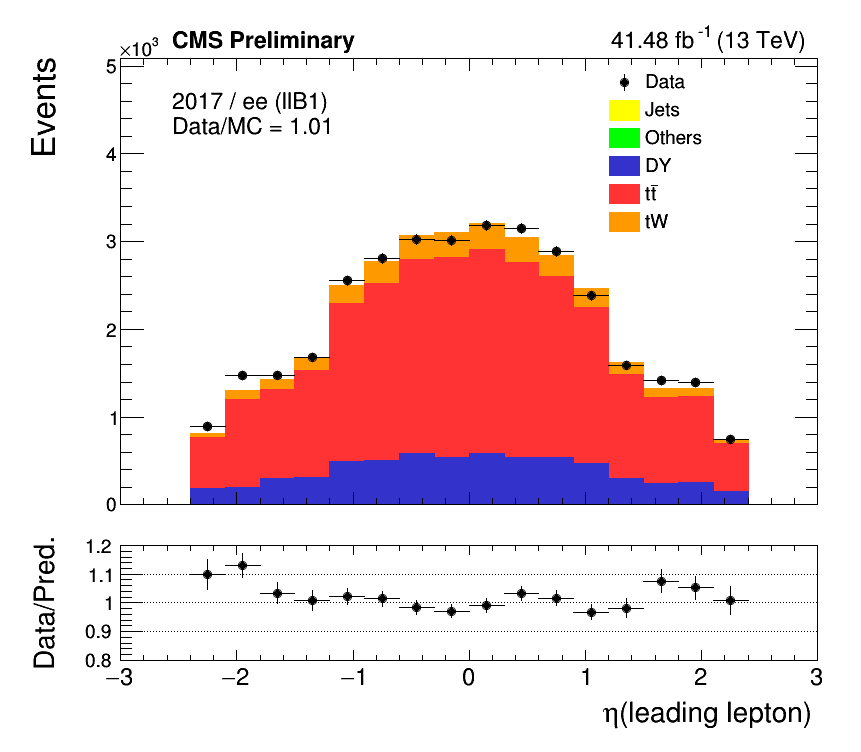 ×10³ CMS Preliminary 41.48 fb⁻¹ (13 TeV)
Events
5
4
3
2
1
0
2017 / ee (llB1)
Data/MC = 1.01
Data
Jets
Others
DY
tt̄
tW
Data/Pred.
1.2
1.1
1
0.9
0.8
−3 −2 −1 0 1 2 3
η(leading lepton)